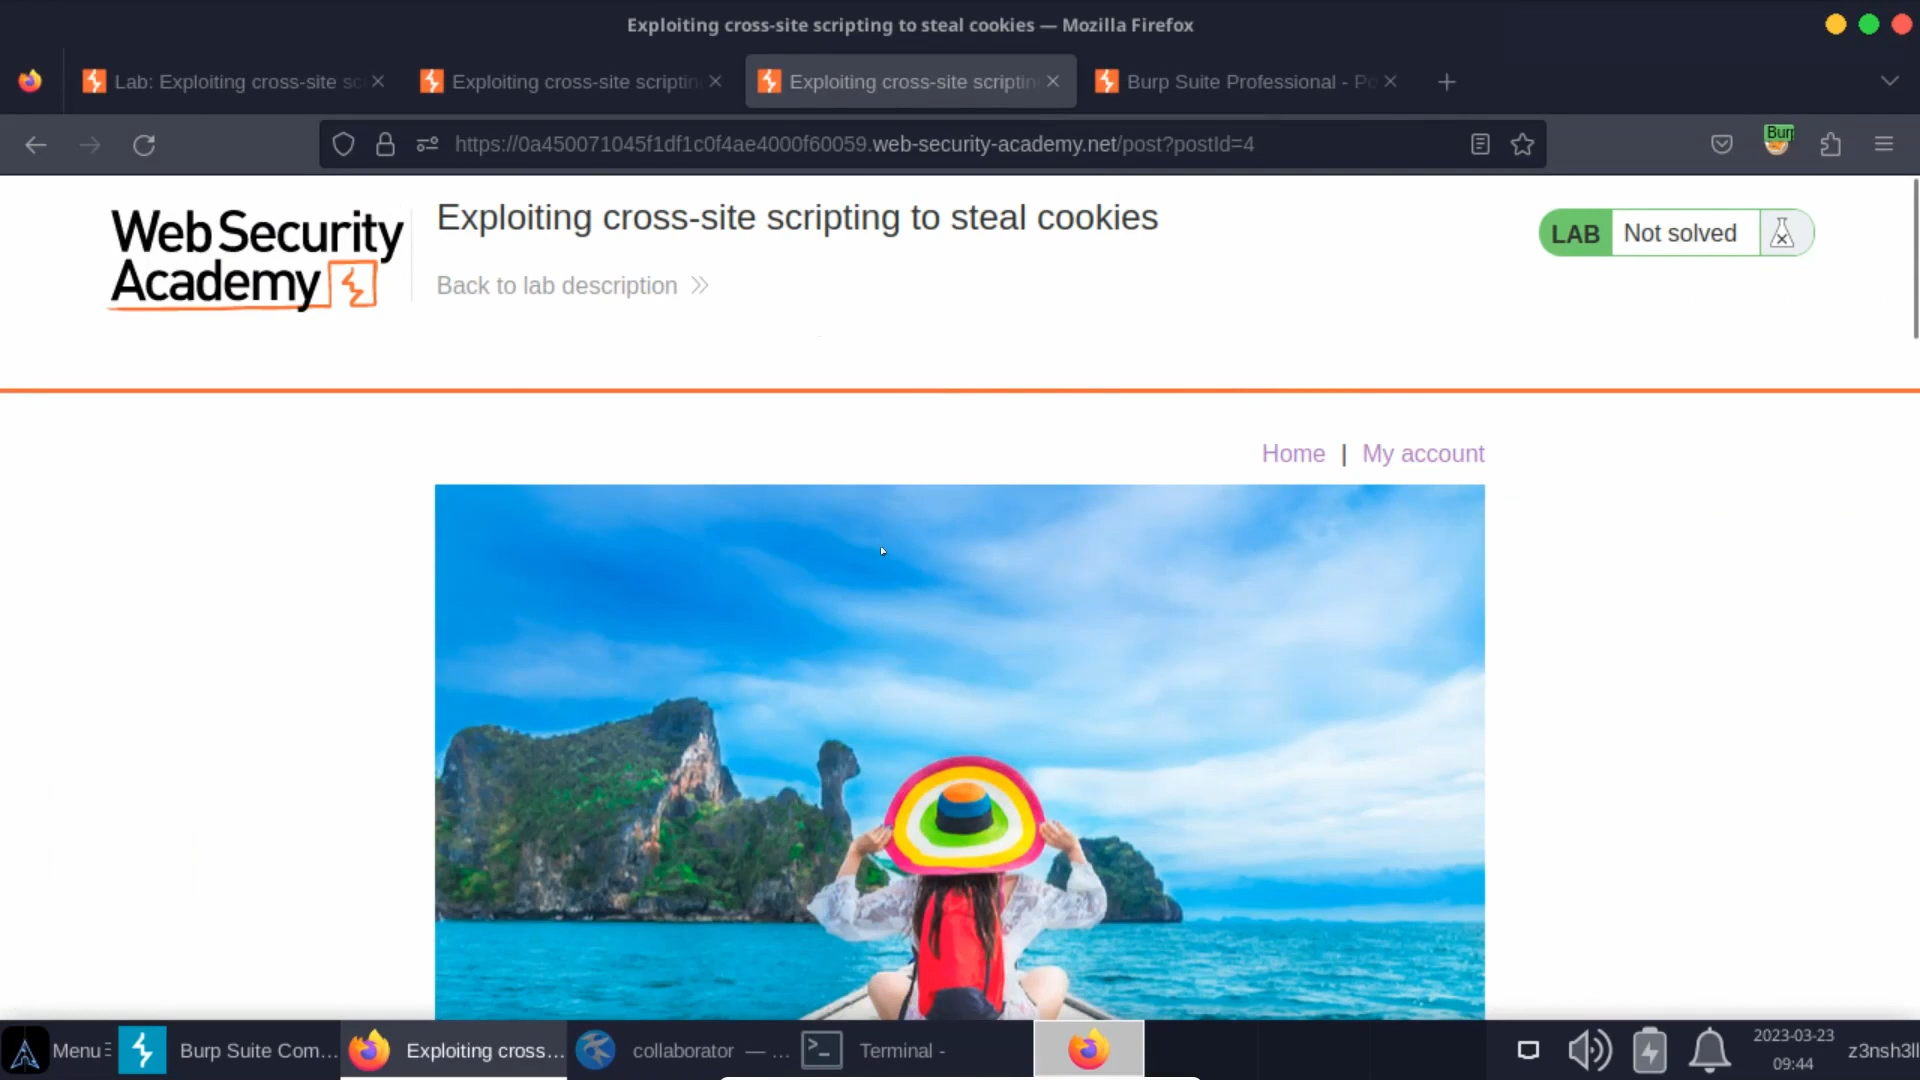 Exploiting cross-site scripting to steal cookies — Mozilla Firefox
Lab: Exploiting cross-site sc
Exploiting cross-site scriptin
Exploiting cross-site scriptin
Burp Suite Professional - Po
https://0a450071045f1df1c0f4ae4000f60059.web-security-academy.net/post?postId=4
Burp
WebSecurity
Academy
Exploiting cross-site scripting to steal cookies
Back to lab description
LAB Not solved
Home | My account
Menu
Burp Suite Com...
Exploiting cross...
collaborator — ...
Terminal -
2023-03-23
09:44
z3nsh3ll